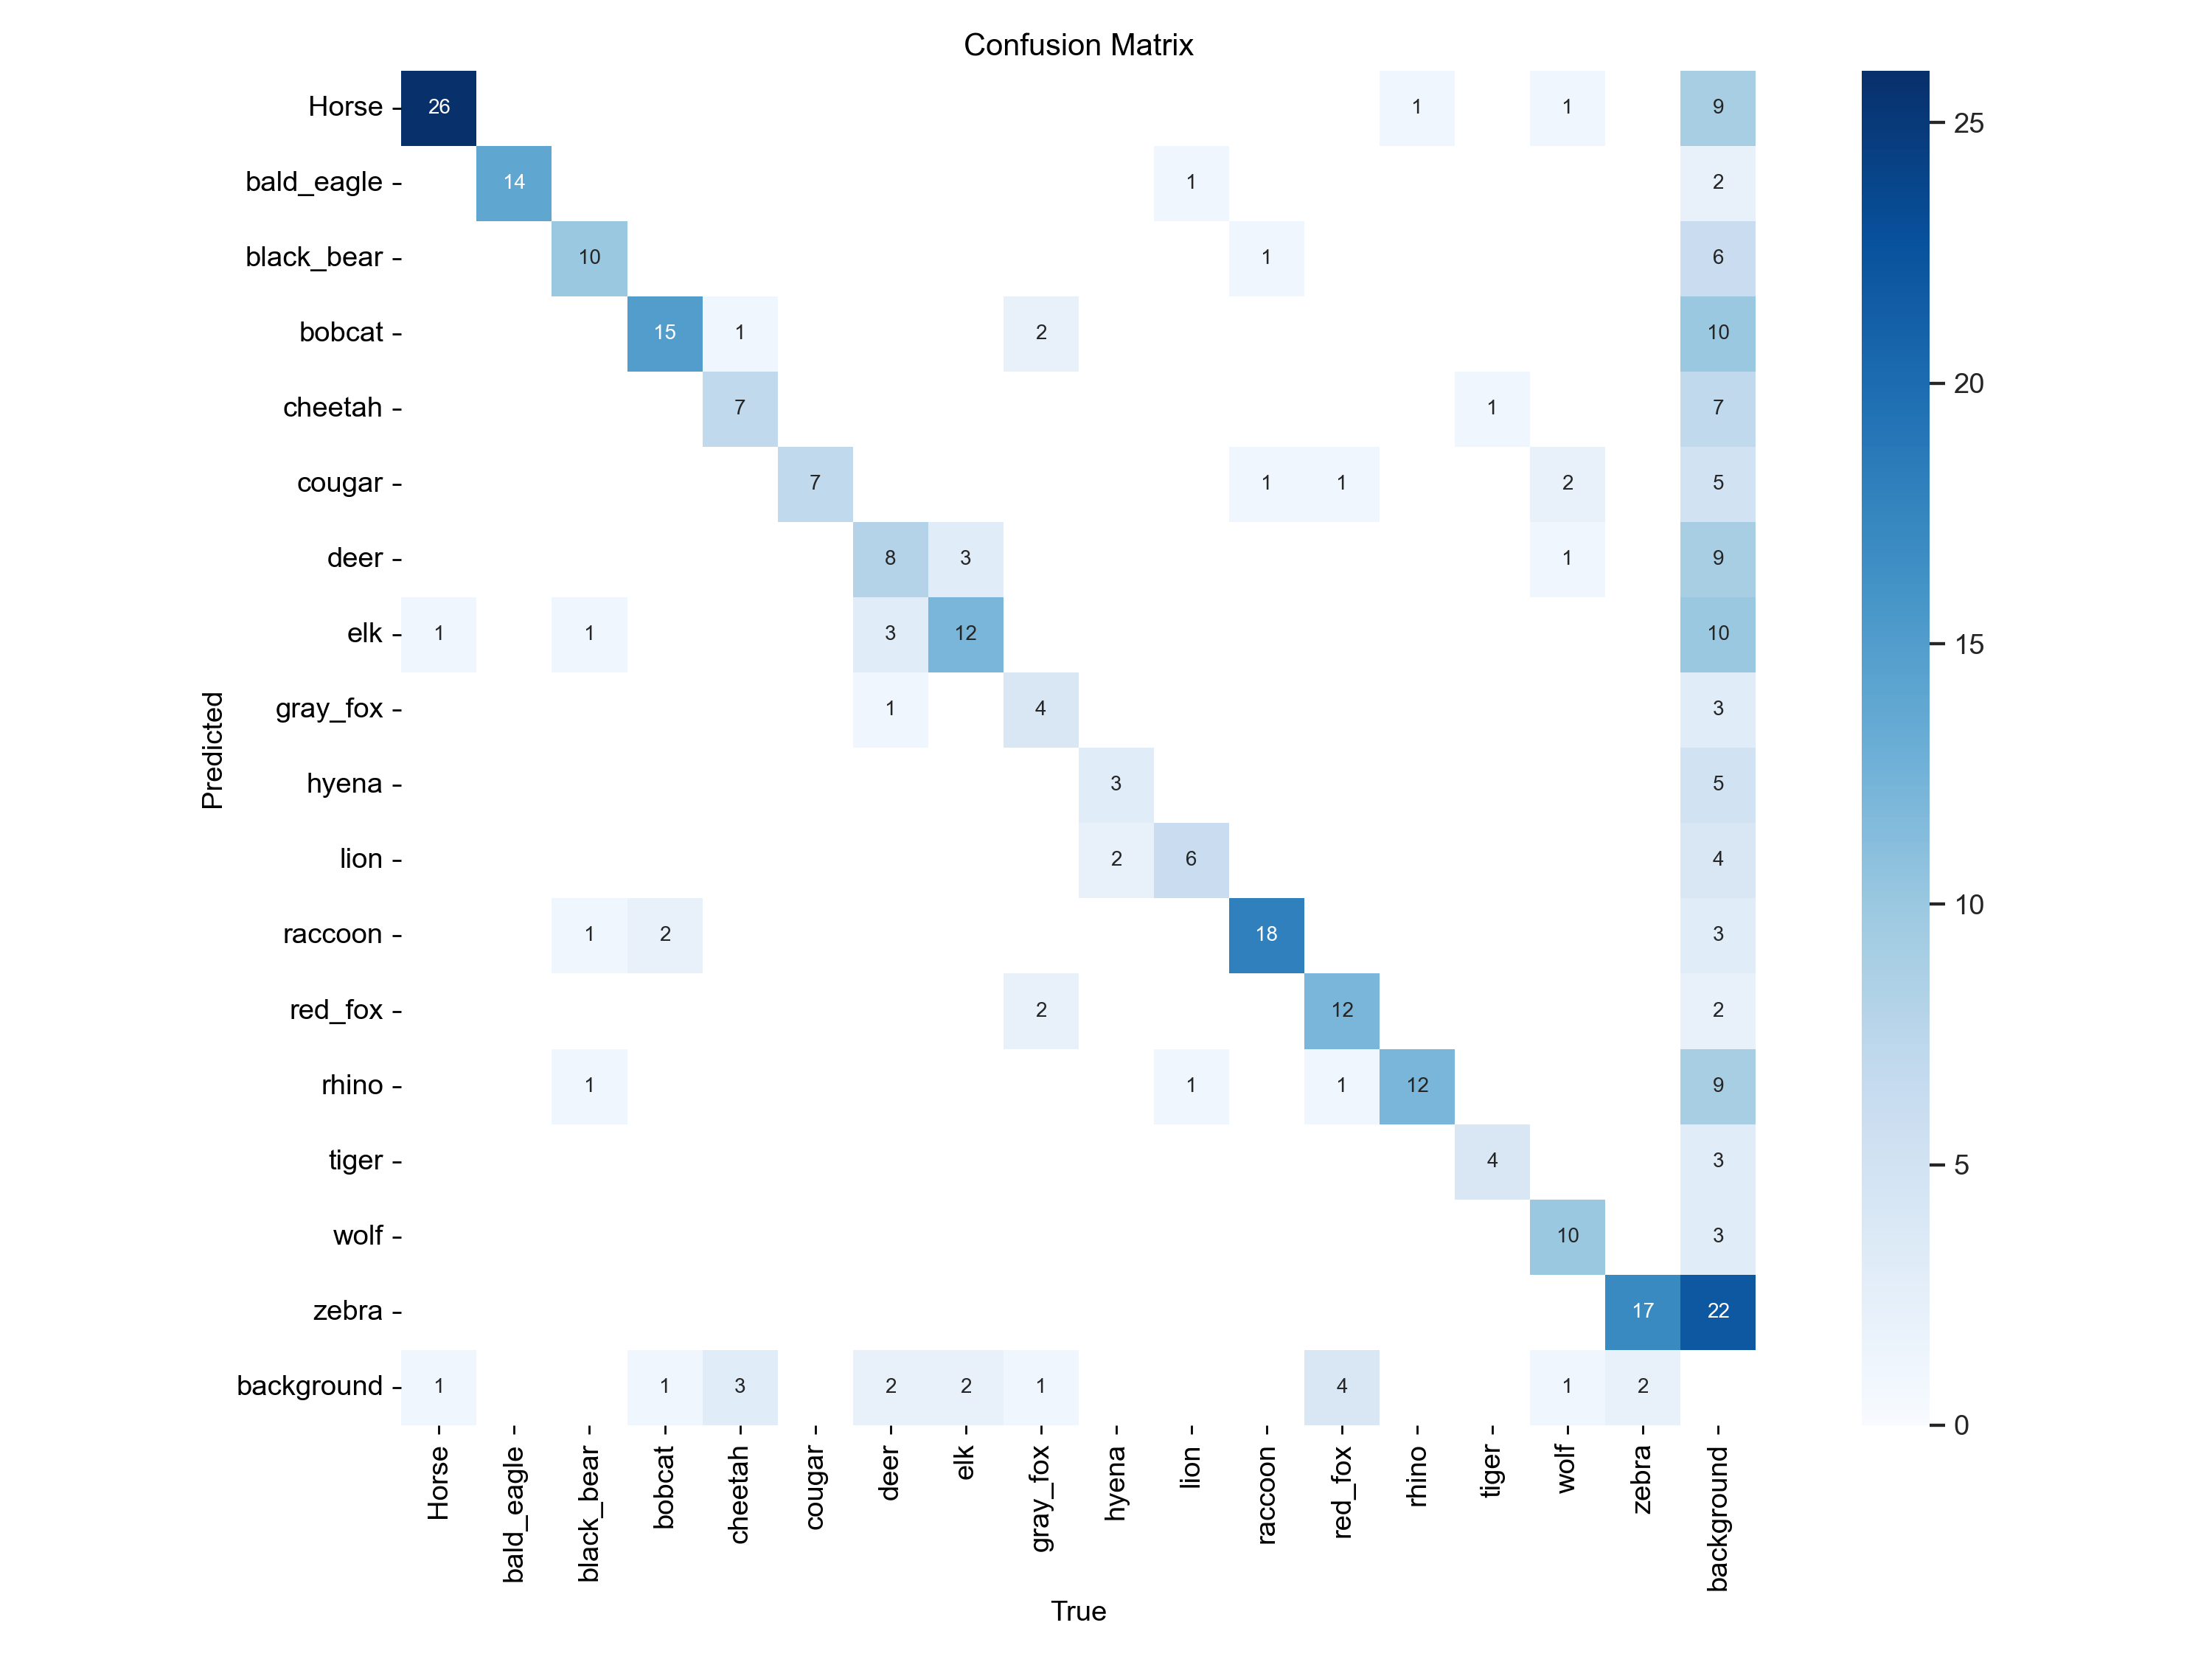 Confusion Matrix
Horse 26 1 1 9
bald_eagle 14 1 2
black_bear 10 1 6
bobcat 15 1 2 10
cheetah 7 1 7
cougar 7 1 1 2 5
deer 8 3 1 9
elk 1 1 3 12 10
gray_fox 1 4 3
hyena 3 5
lion 2 6 4
raccoon 1 2 18 3
red_fox 2 12 2
rhino 1 1 1 12 9
tiger 4 3
wolf 10 3
zebra 17 22
background 1 1 3 2 2 1 4 1 2
Predicted
Horse bald_eagle black_bear bobcat cheetah cougar deer elk gray_fox hyena lion raccoon red_fox rhino tiger wolf zebra background
True
25
20
15
10
5
0